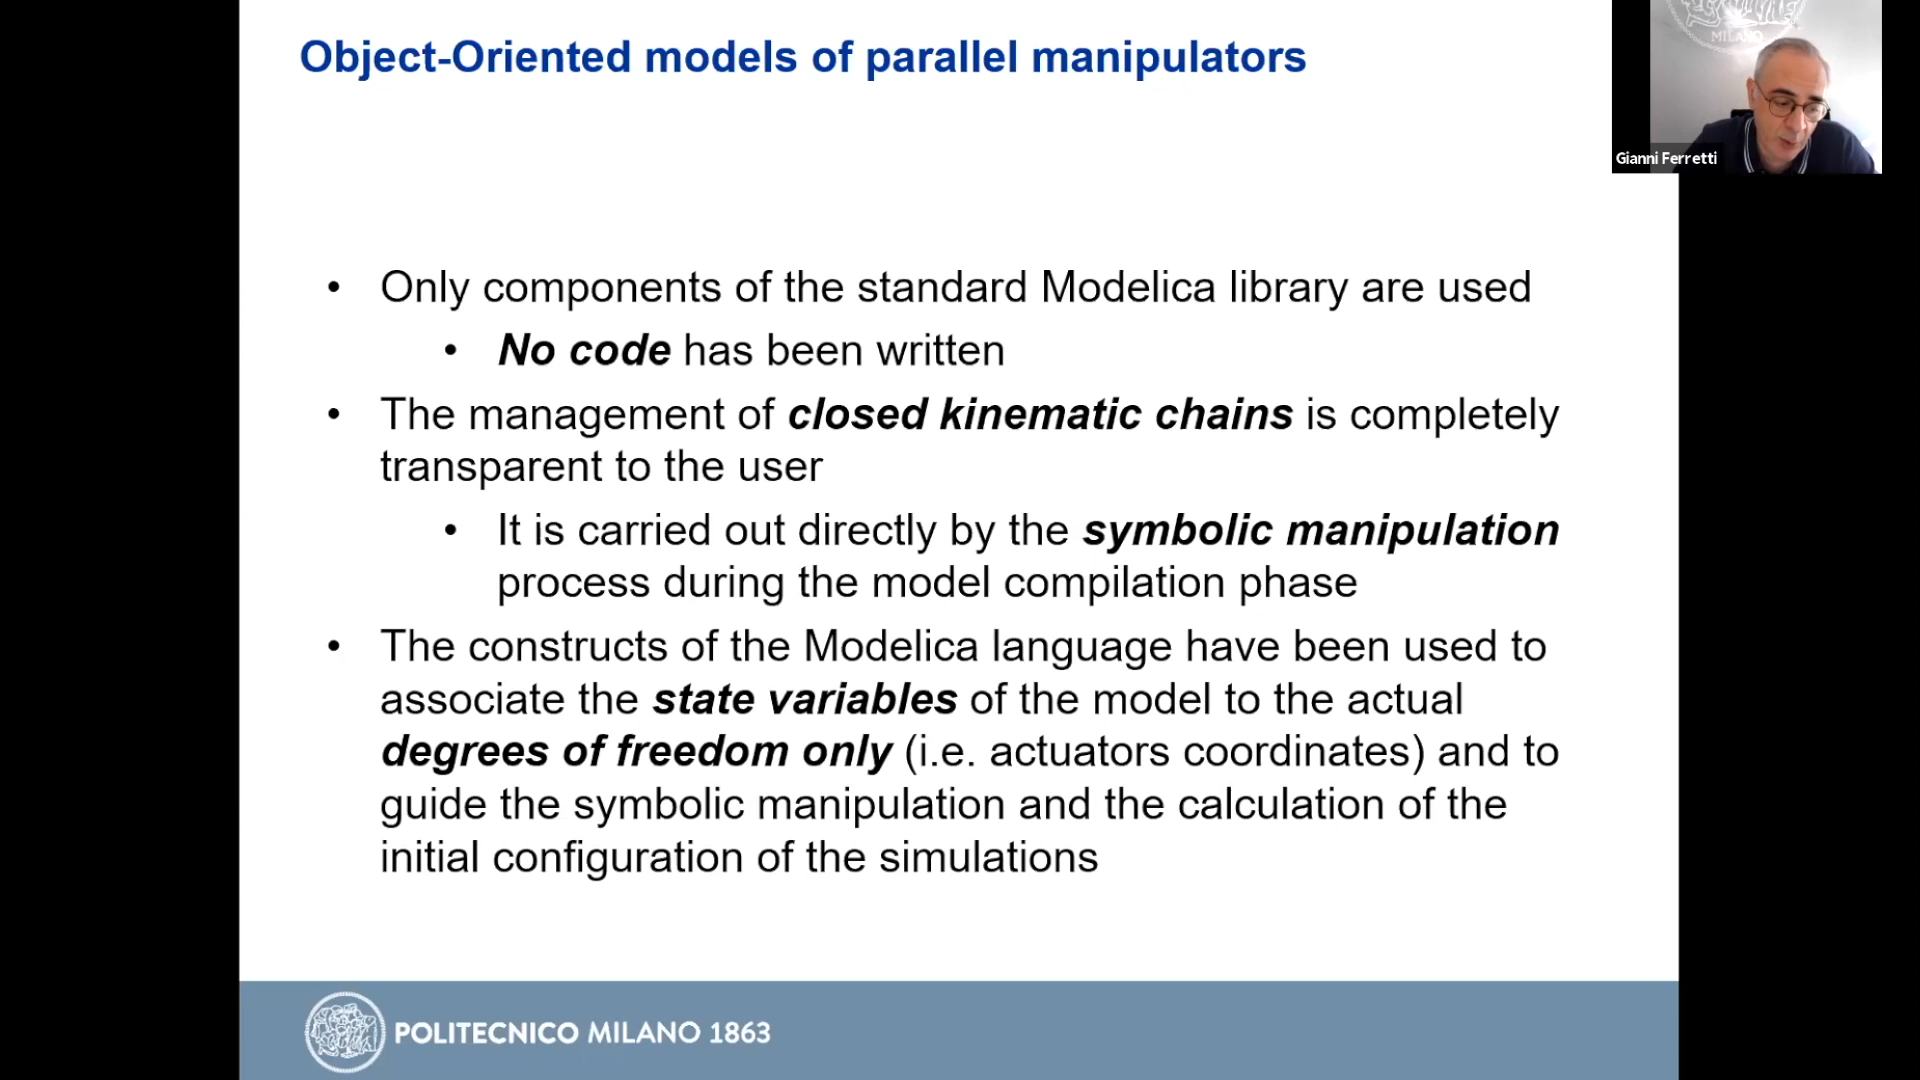 Object-Oriented models of parallel manipulators
MILANO
Gianni Ferretti
• Only components of the standard Modelica library are used
• No code has been written
• The management of closed kinematic chains is completely
transparent to the user
• It is carried out directly by the symbolic manipulation
process during the model compilation phase
• The constructs of the Modelica language have been used to
associate the state variables of the model to the actual
degrees of freedom only (i.e. actuators coordinates) and to
guide the symbolic manipulation and the calculation of the
initial configuration of the simulations
POLITECNICO MILANO 1863